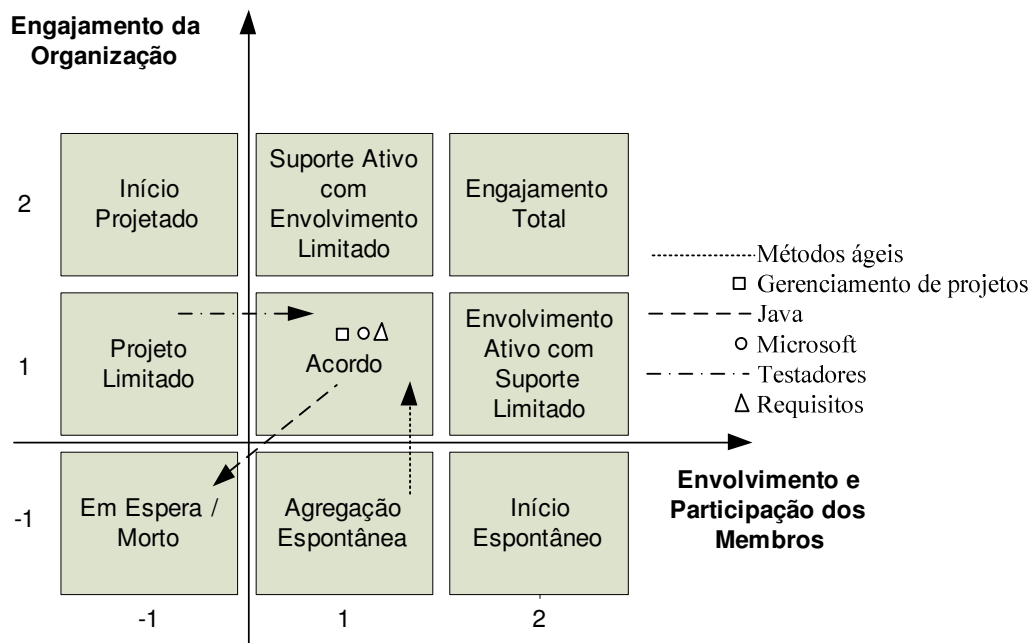 Engajamento da
Organização
2
Início
Projetado
Suporte Ativo
com
Envolvimento
Limitado
Engajamento
Total
Métodos ágeis
Gerenciamento de projetos
Java
Microsoft
Testadores
Requisitos
1
Projeto
Limitado
Acordo
Envolvimento
Ativo com
Suporte
Limitado
-1
Em Espera /
Morto
Agregação
Espontânea
Início
Espontâneo
Envolvimento e
Participação dos
Membros
-1
1
2